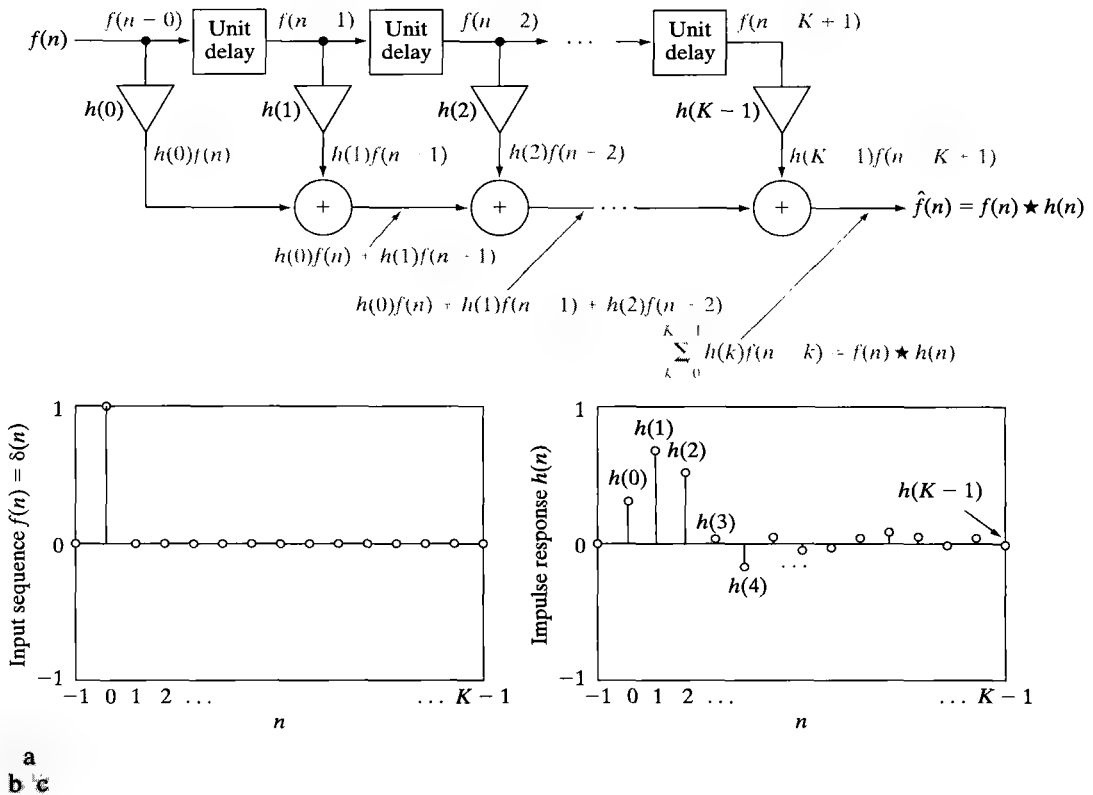 f(n − 0) f(n 1) f(n 2) f(n K + 1)
f(n) Unit delay Unit delay ... Unit delay
h(0) h(1) h(2) h(K − 1)
h(0)f(n) h(1)f(n − 1) h(2)f(n − 2) h(K 1)f(n K + 1)
+ + ... + f̂(n) = f(n) ★ h(n)
h(0)f(n) + h(1)f(n − 1)
h(0)f(n) + h(1)f(n 1) + h(2)f(n − 2)
K 1
∑ h(k)f(n k) = f(n) ★ h(n)
k 0
Input sequence f(n) = δ(n)
1
0
−1
−1 0 1 2 ... ... K − 1
n
Impulse response h(n)
1
0
−1
h(0) h(1) h(2) h(3) h(4) ... h(K − 1)
−1 0 1 2 ... ... K − 1
n
a
b c